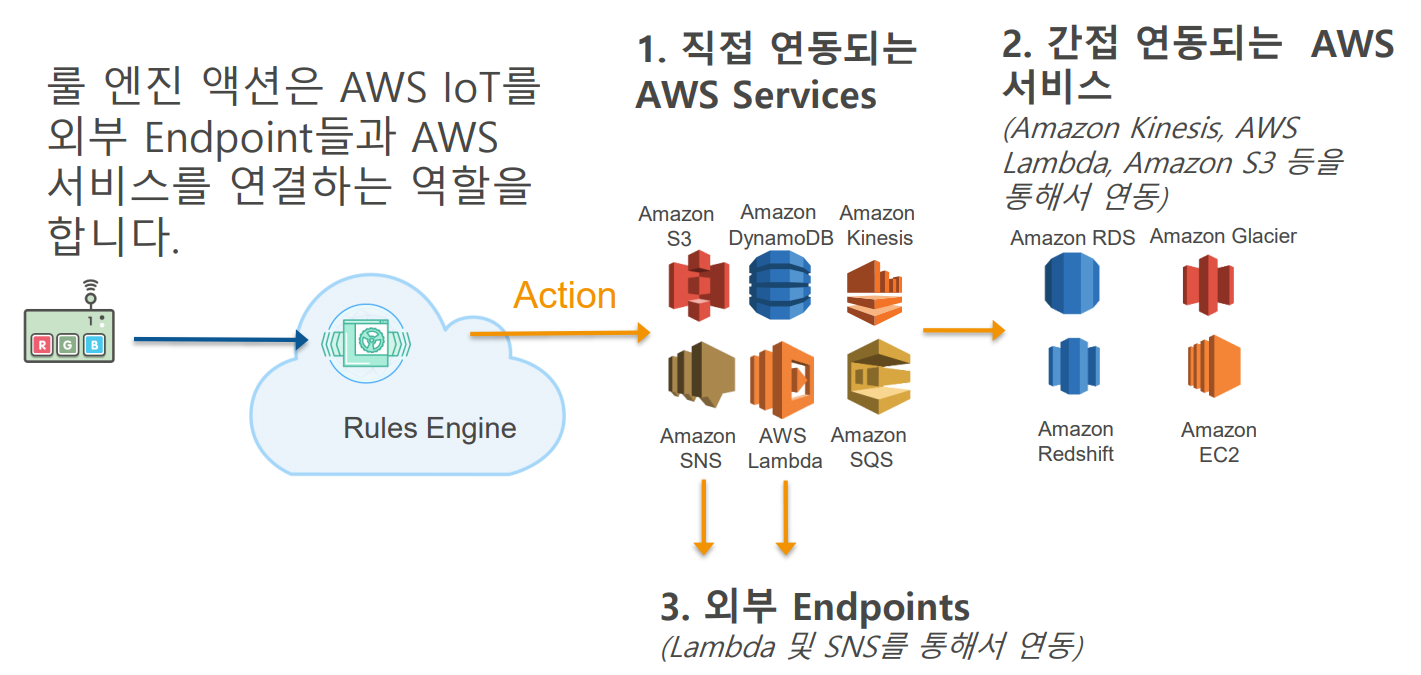 룰 엔진 액션은 AWS IoT를
외부 Endpoint들과 AWS
서비스를 연결하는 역할을
합니다.
1
R G B
Rules Engine
Action
1. 직접 연동되는
AWS Services
Amazon
S3
Amazon
DynamoDB
Amazon
Kinesis
Amazon
SNS
AWS
Lambda
Amazon
SQS
2. 간접 연동되는 AWS
서비스
(Amazon Kinesis, AWS
Lambda, Amazon S3 등을
통해서 연동)
Amazon RDS
Amazon Glacier
Amazon
Redshift
Amazon
EC2
3. 외부 Endpoints
(Lambda 및 SNS를 통해서 연동)